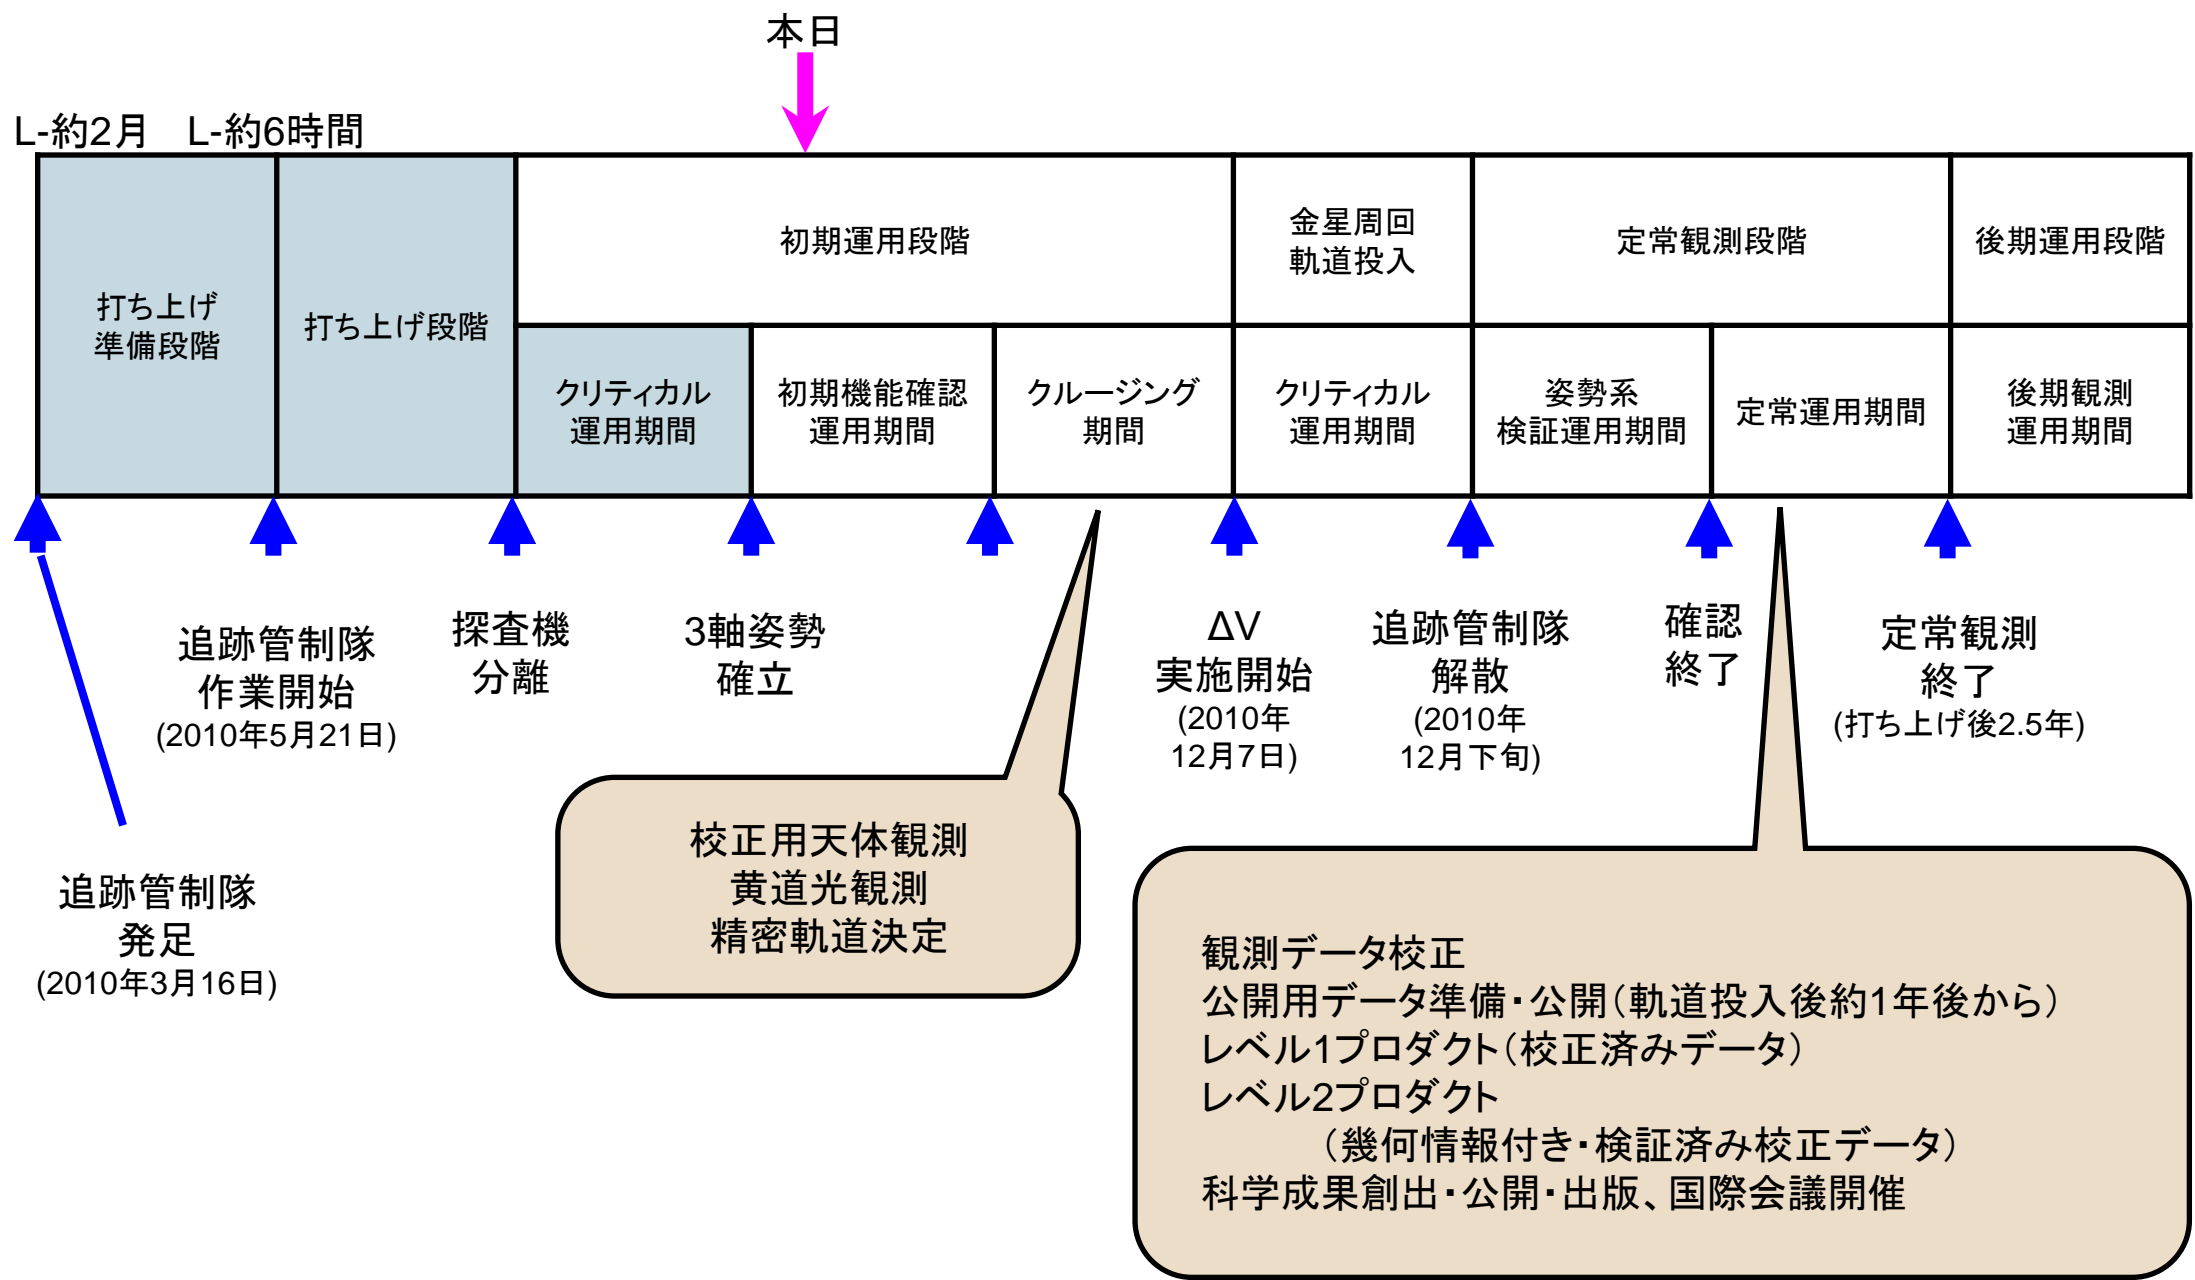 本日
L-約2月　L-約6時間
打ち上げ
準備段階
打ち上げ段階
初期運用段階
金星周回
軌道投入
定常観測段階
後期運用段階
クリティカル
運用期間
初期機能確認
運用期間
クルージング
期間
クリティカル
運用期間
姿勢系
検証運用期間
定常運用期間
後期観測
運用期間
追跡管制隊
発足
(2010年3月16日)
追跡管制隊
作業開始
(2010年5月21日)
探査機
分離
3軸姿勢
確立
ΔV
実施開始
(2010年
12月7日)
追跡管制隊
解散
(2010年
12月下旬)
確認
終了
定常観測
終了
(打ち上げ後2.5年)
校正用天体観測
黄道光観測
精密軌道決定
観測データ校正
公開用データ準備・公開（軌道投入後約1年後から）
レベル1プロダクト（校正済みデータ）
レベル2プロダクト
（幾何情報付き・検証済み校正データ）
科学成果創出・公開・出版、国際会議開催